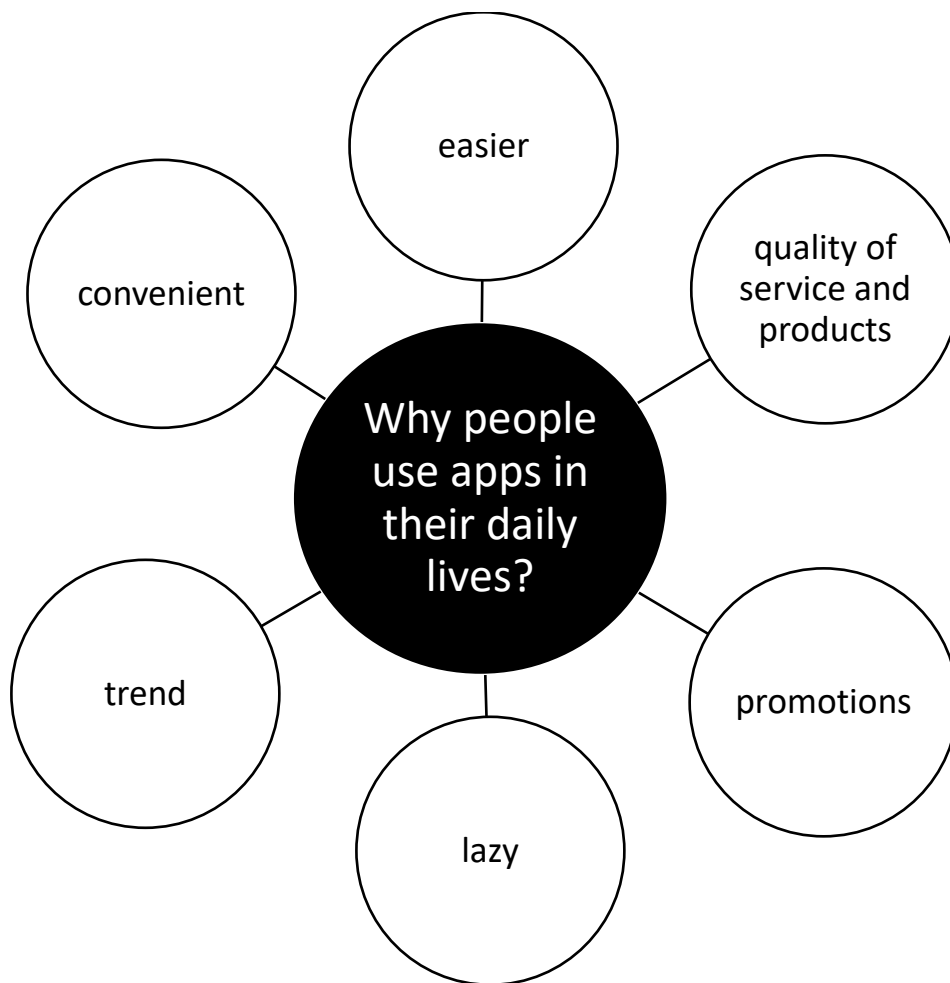 easier
convenient
quality of
service and
products
Why people
use apps in
their daily
lives?
trend
promotions
lazy